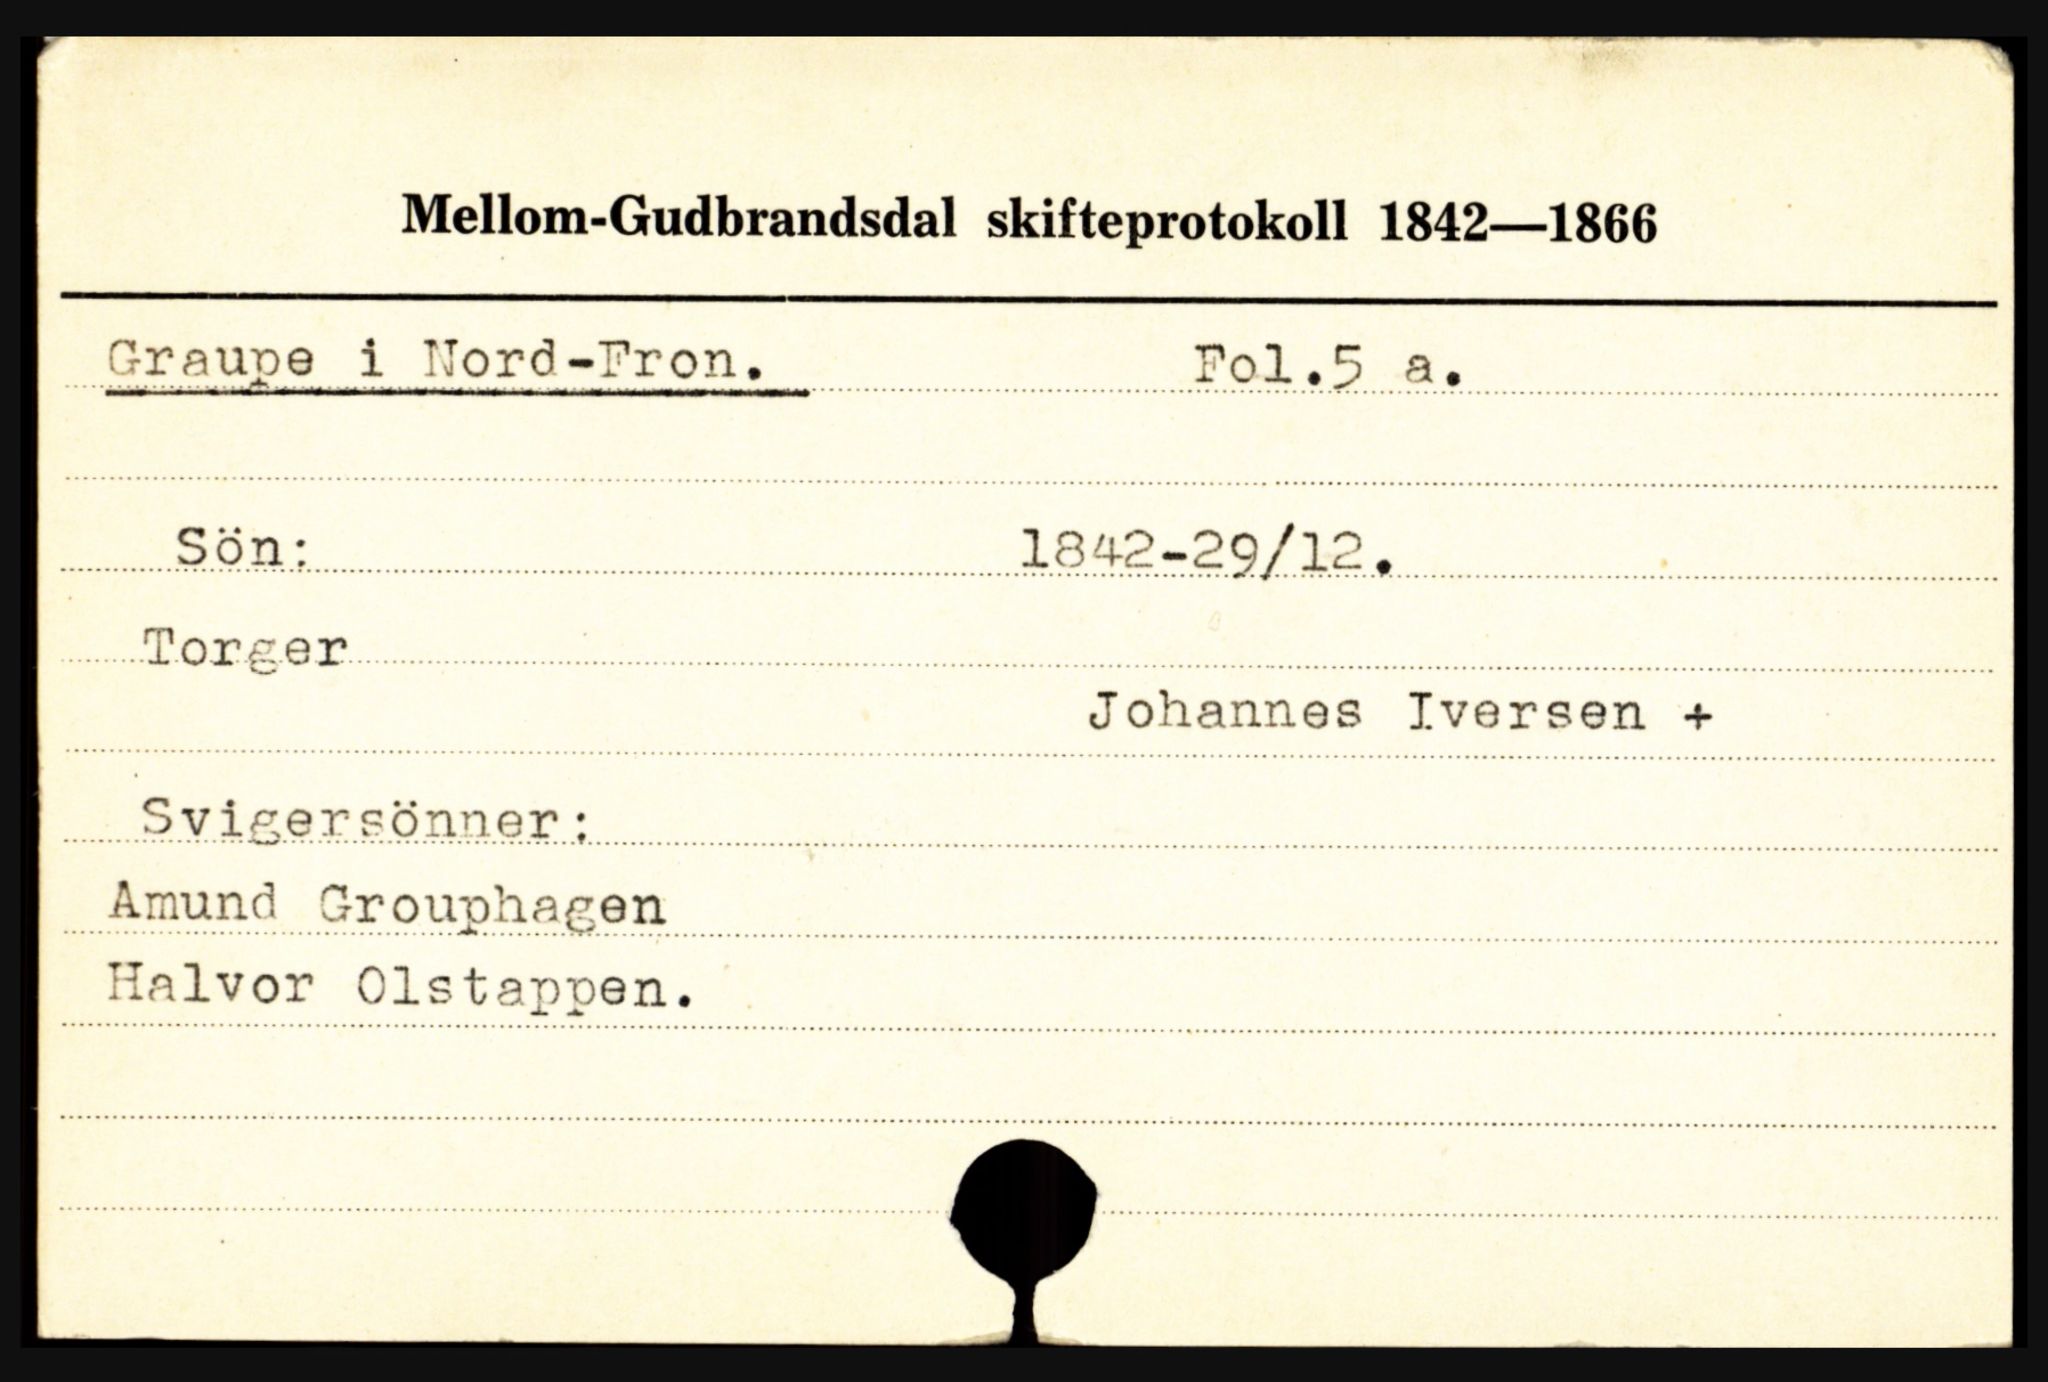 Mellom-Gudbrandsdal skifteprotokoll 1842—1866
Graupe i Nord-Fron. Fol.5 a.
Sön: 1842-29/12.
Torger
Johannes Iversen +
Svigersönner:
Amund Grouphagen
Halvor Olstappen.